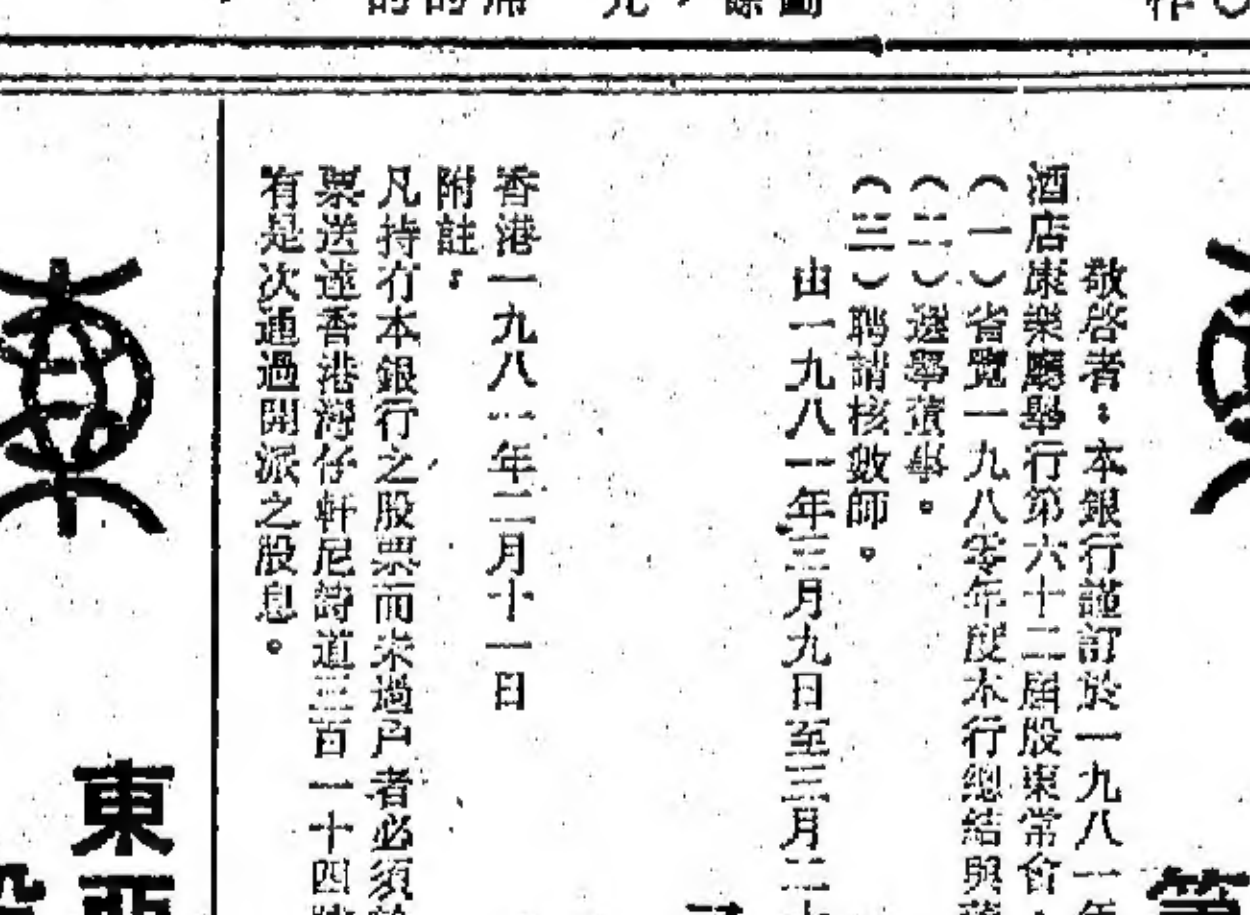 敬啓者：本銀行謹訂於一九八一年
酒店康樂廳舉行第六十二屆股東常會
（一）省覽一九八零年度本行總結與
（二）選舉董事。
（三）聘請核數師。
由一九八一年三月九日至三月二十
香港一九八一年二月十一日
附註：
凡持有本銀行之股票而未過戶者必須於
票送達香港灣仔軒尼詩道三百一十四號
有是次通過開派之股息。
東亞